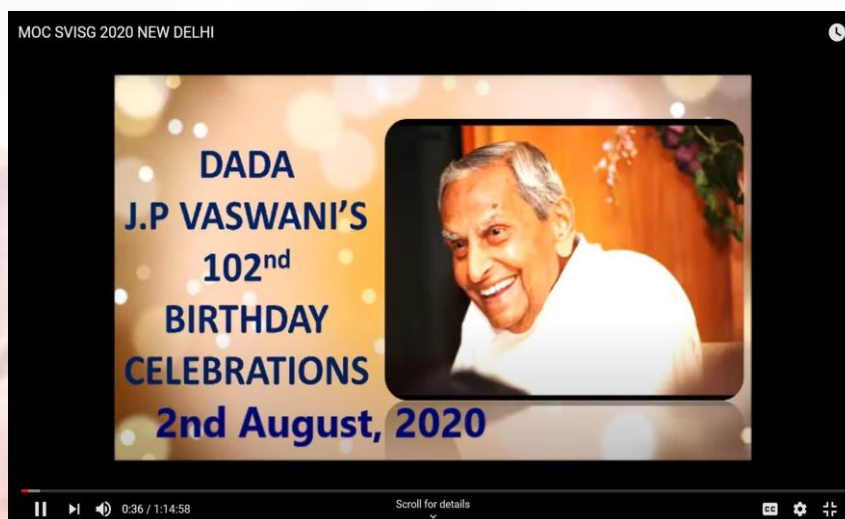 MOC SVISG 2020 NEW DELHI
DADA
J.P VASWANI'S
102nd
BIRTHDAY
CELEBRATIONS
2nd August, 2020
0:36 / 1:14:58
Scroll for details
CC